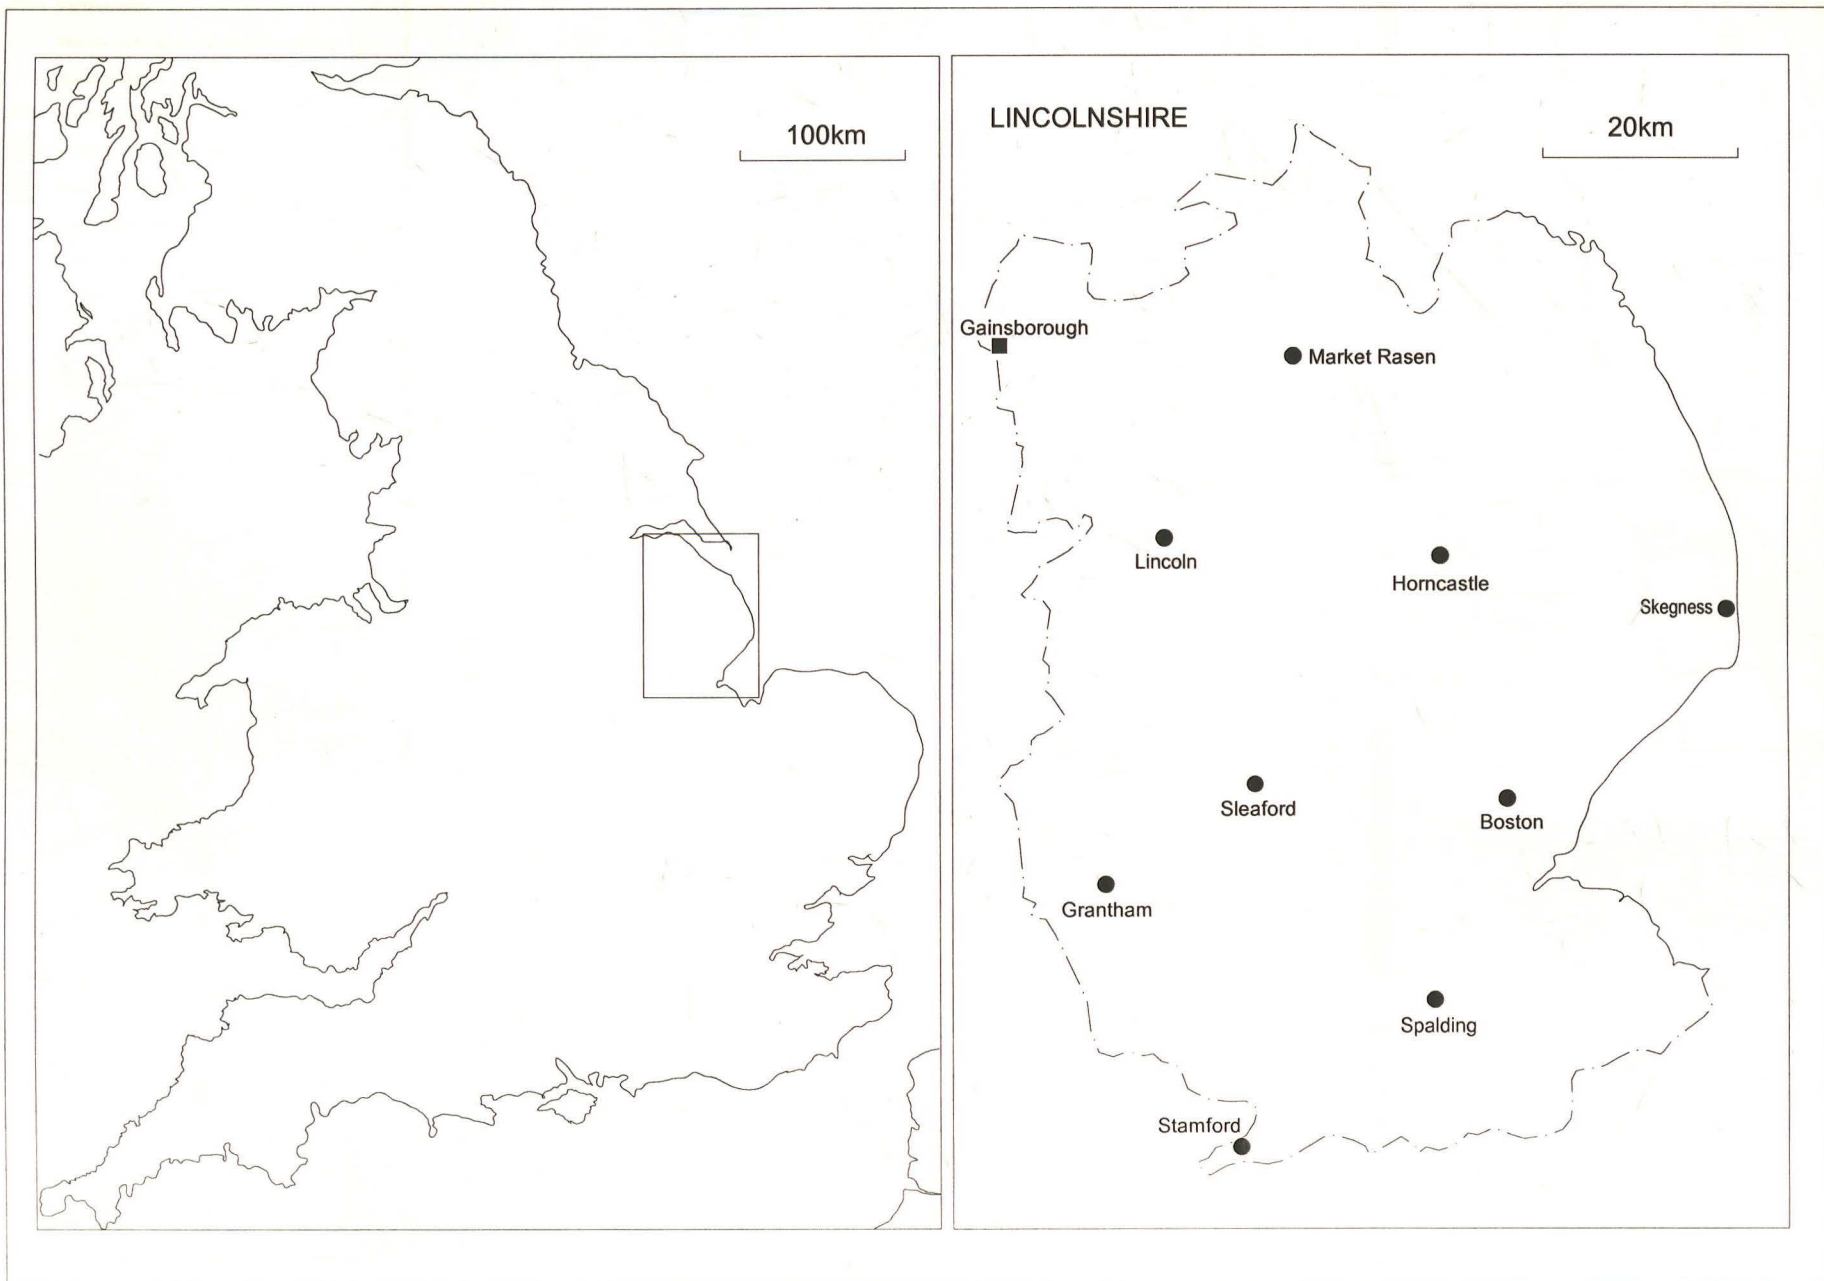 100km
LINCOLNSHIRE
20km
Gainsborough
Market Rasen
Lincoln
Horncastle
Skegness
Sleaford
Boston
Grantham
Spalding
Stamford